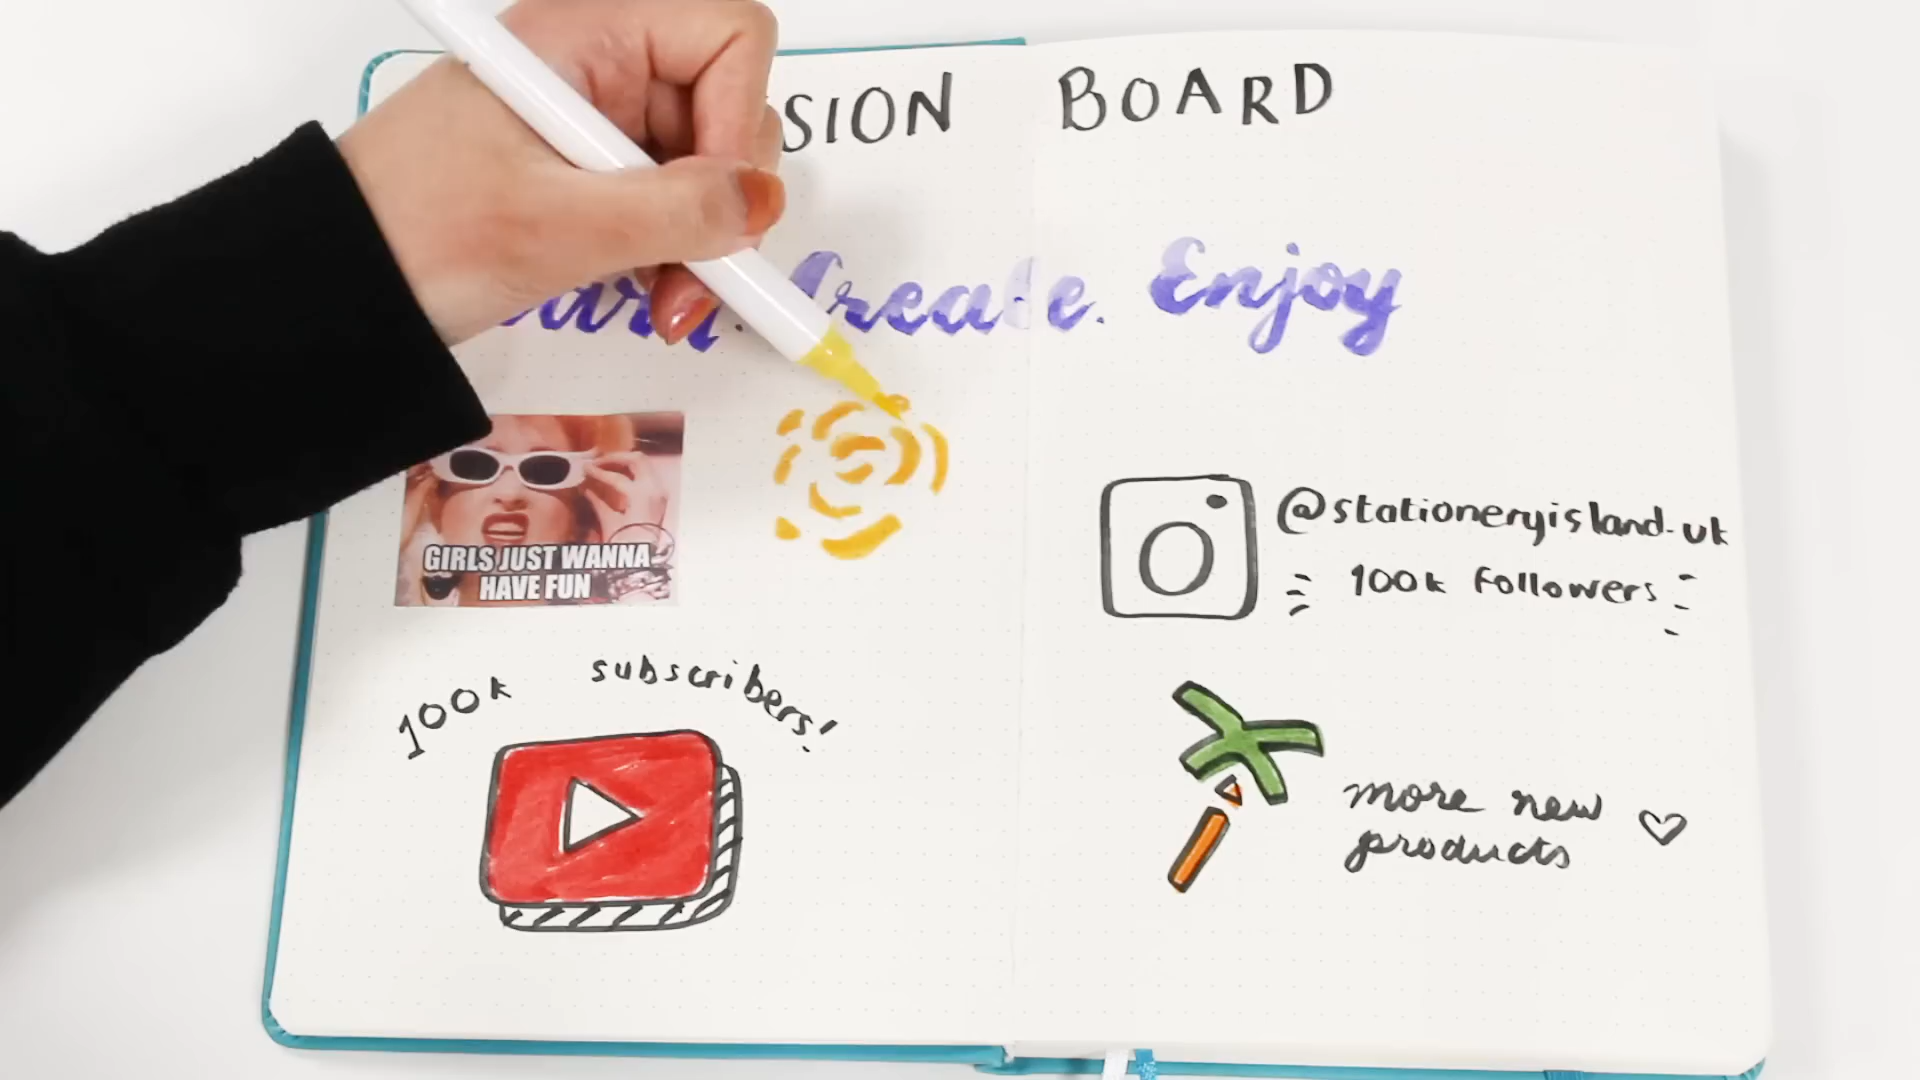 SION BOARD
Create. Enjoy
GIRLS JUST WANNA
HAVE FUN
@stationeryisland-uk
100k followers
100k subscribers!
more new
products